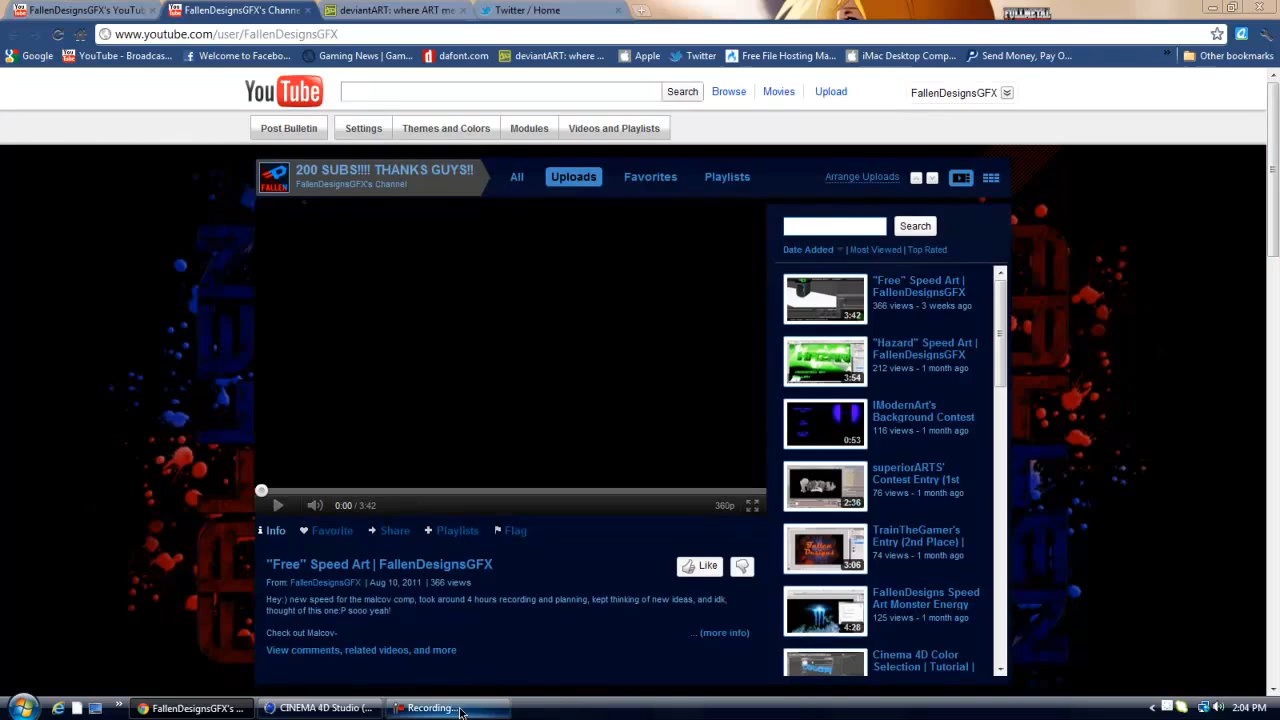 FallenDesignsGFX's YouTub
FallenDesignsGFX's Channe
deviantART: where ART me
Twitter / Home
FULLMETAL
www.youtube.com/user/FallenDesignsGFX
Google
YouTube - Broadcas...
Welcome to Facebo...
Gaming News | Gam...
dafont.com
deviantART: where ...
Apple
Twitter
Free File Hosting Ma...
iMac Desktop Comp...
Send Money, Pay O...
Other bookmarks
YouTube
Search
Browse
Movies
Upload
FallenDesignsGFX
Post Bulletin
Settings
Themes and Colors
Modules
Videos and Playlists
FALLEN
200 SUBS!!!! THANKS GUYS!!
FallenDesignsGFX's Channel
All
Uploads
Favorites
Playlists
Arrange Uploads
Search
Date Added | Most Viewed | Top Rated
"Free" Speed Art |
FallenDesignsGFX
366 views - 3 weeks ago
3:42
"Hazard" Speed Art |
FallenDesignsGFX
212 views - 1 month ago
3:54
IModernArt's
Background Contest
116 views - 1 month ago
0:53
superiorARTS'
Contest Entry (1st
76 views - 1 month ago
2:36
TrainTheGamer's
Entry (2nd Place) |
74 views - 1 month ago
3:06
FallenDesigns Speed
Art Monster Energy
125 views - 1 month ago
4:28
Cinema 4D Color
Selection | Tutorial |
0:00 / 3:42
360p
Info
Favorite
Share
Playlists
Flag
"Free" Speed Art | FallenDesignsGFX
Like
From: FallenDesignsGFX | Aug 10, 2011 | 366 views
Hey:) new speed for the malcov comp, took around 4 hours recording and planning, kept thinking of new ideas, and idk,
thought of this one:P sooo yeah!
Check out Malcov-
... (more info)
View comments, related videos, and more
FallenDesignsGFX's ...
CINEMA 4D Studio (...
Recording...
2:04 PM